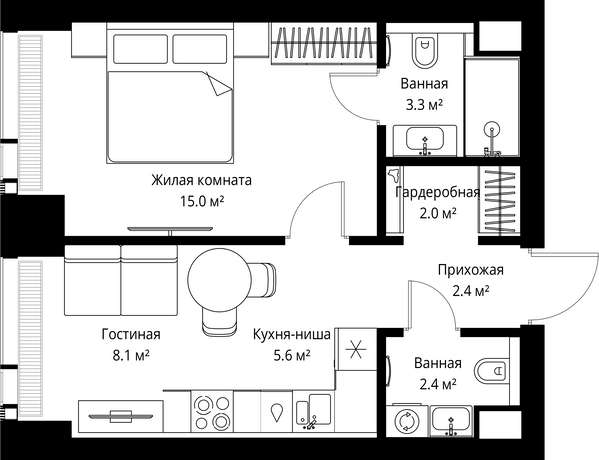 Ванная
3.3 м²
Жилая комната
15.0 м²
Гардеробная
2.0 м²
Прихожая
2.4 м²
Гостиная
8.1 м²
Кухня-ниша
5.6 м²
Ванная
2.4 м²